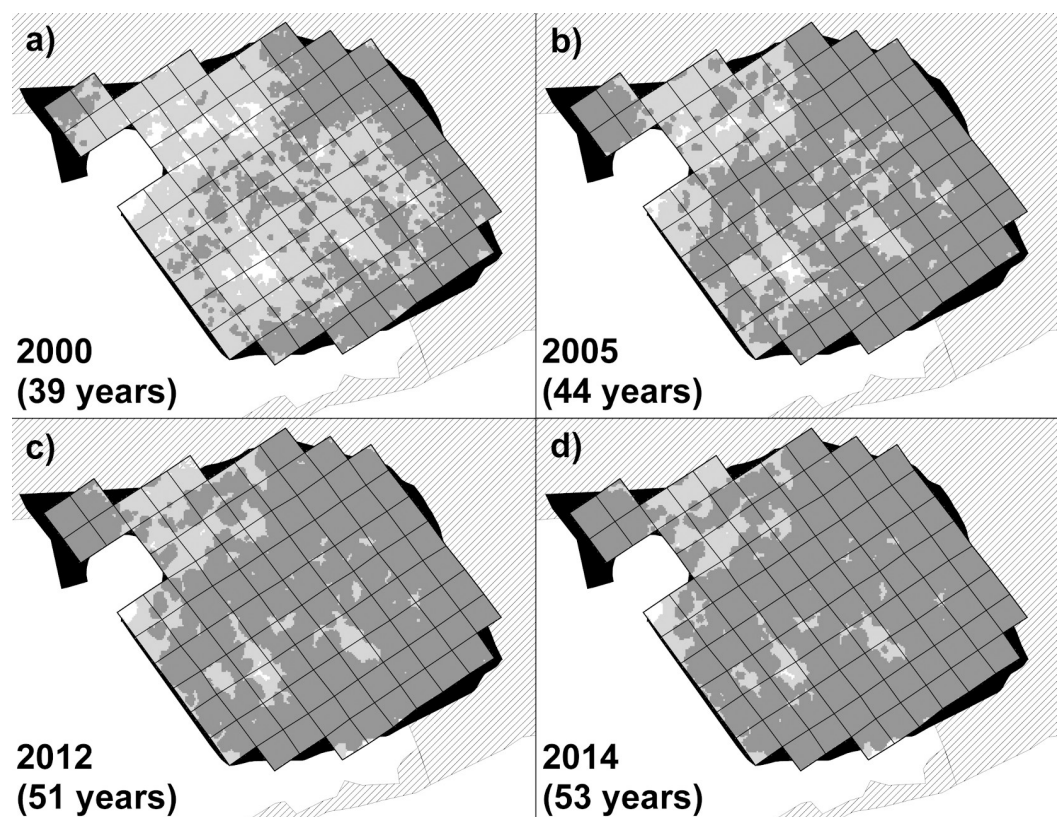 a)
2000
(39 years)
b)
2005
(44 years)
c)
2012
(51 years)
d)
2014
(53 years)